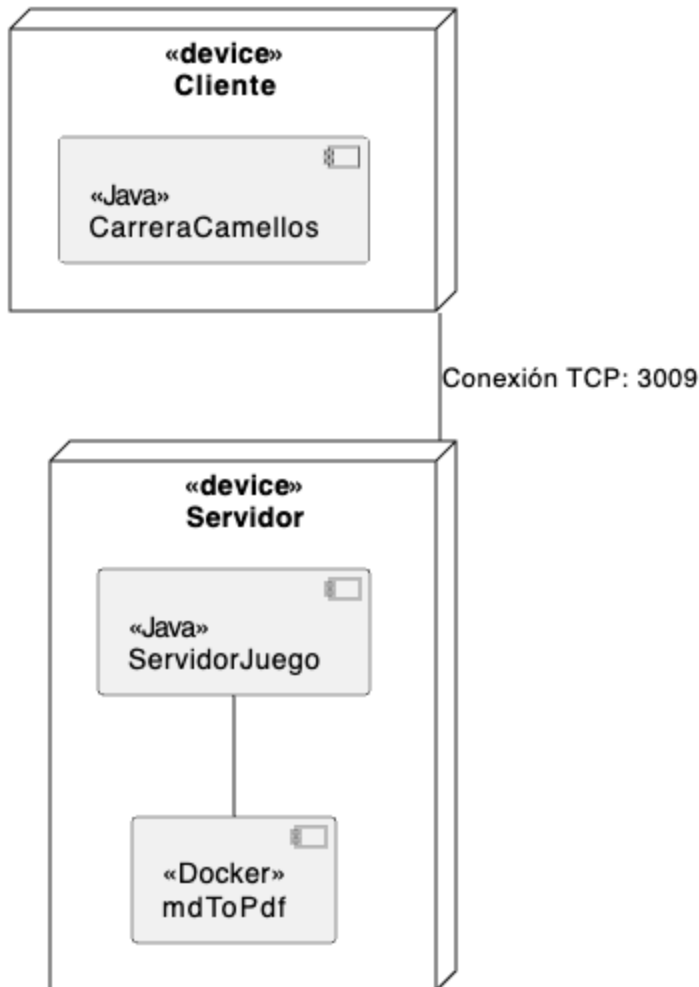 «device»
Cliente
«Java»
CarreraCamellos
Conexión TCP: 3009
«device»
Servidor
«Java»
ServidorJuego
«Docker»
mdToPdf